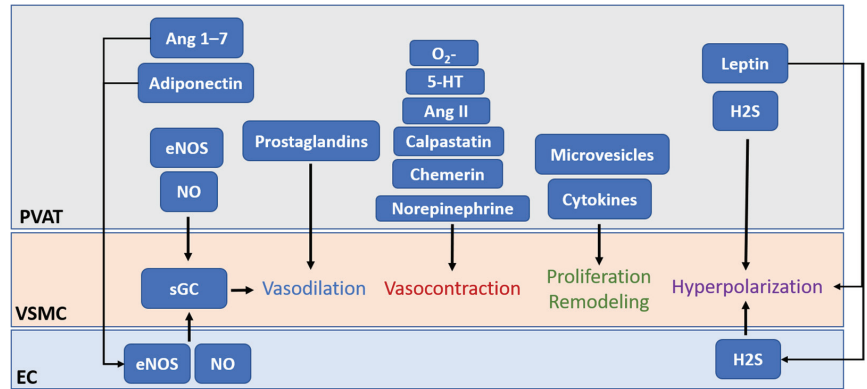 Ang 1–7
Adiponectin
eNOS
NO
Prostaglandins
O2-
5-HT
Ang II
Calpastatin
Chemerin
Norepinephrine
Microvesicles
Cytokines
Leptin
H2S
PVAT
sGC
Vasodilation
Vasocontraction
Proliferation
Remodeling
Hyperpolarization
VSMC
eNOS
NO
H2S
EC